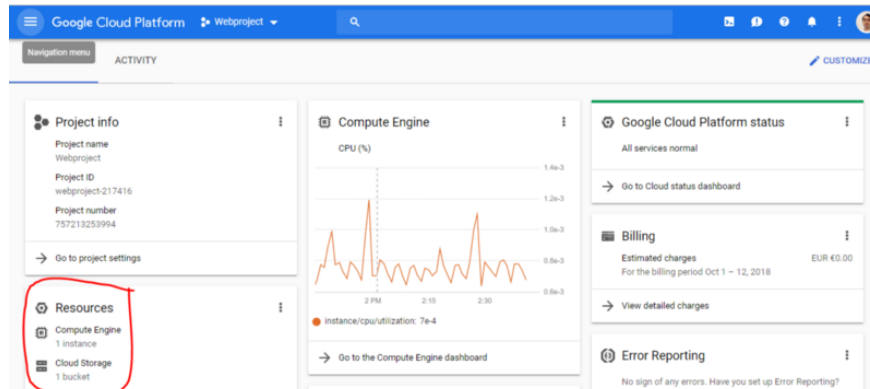 Google Cloud Platform
Webproject
Navigation menu
ACTIVITY
CUSTOMIZE
Project info
Project name
Webproject
Project ID
webproject-217416
Project number
757213253994
Go to project settings
Resources
Compute Engine
1 instance
Cloud Storage
1 bucket
Compute Engine
CPU (%)
1.4e-3
1.2e-3
1.0e-3
0.8e-3
0.6e-3
2 PM
2:15
2:30
instance/cpu/utilization: 7e-4
Go to the Compute Engine dashboard
Google Cloud Platform status
All services normal
Go to Cloud status dashboard
Billing
Estimated charges EUR €0.00
For the billing period Oct 1 – 12, 2018
View detailed charges
Error Reporting
No sign of any errors. Have you set up Error Reporting?